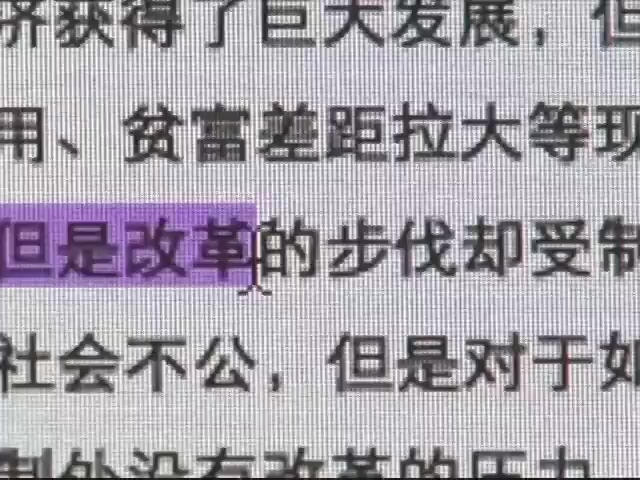 济获得了巨大发展，但
用、贫富差距拉大等现
但是改革的步伐却受制
社会不公，但是对于如
制外没有改革的压力